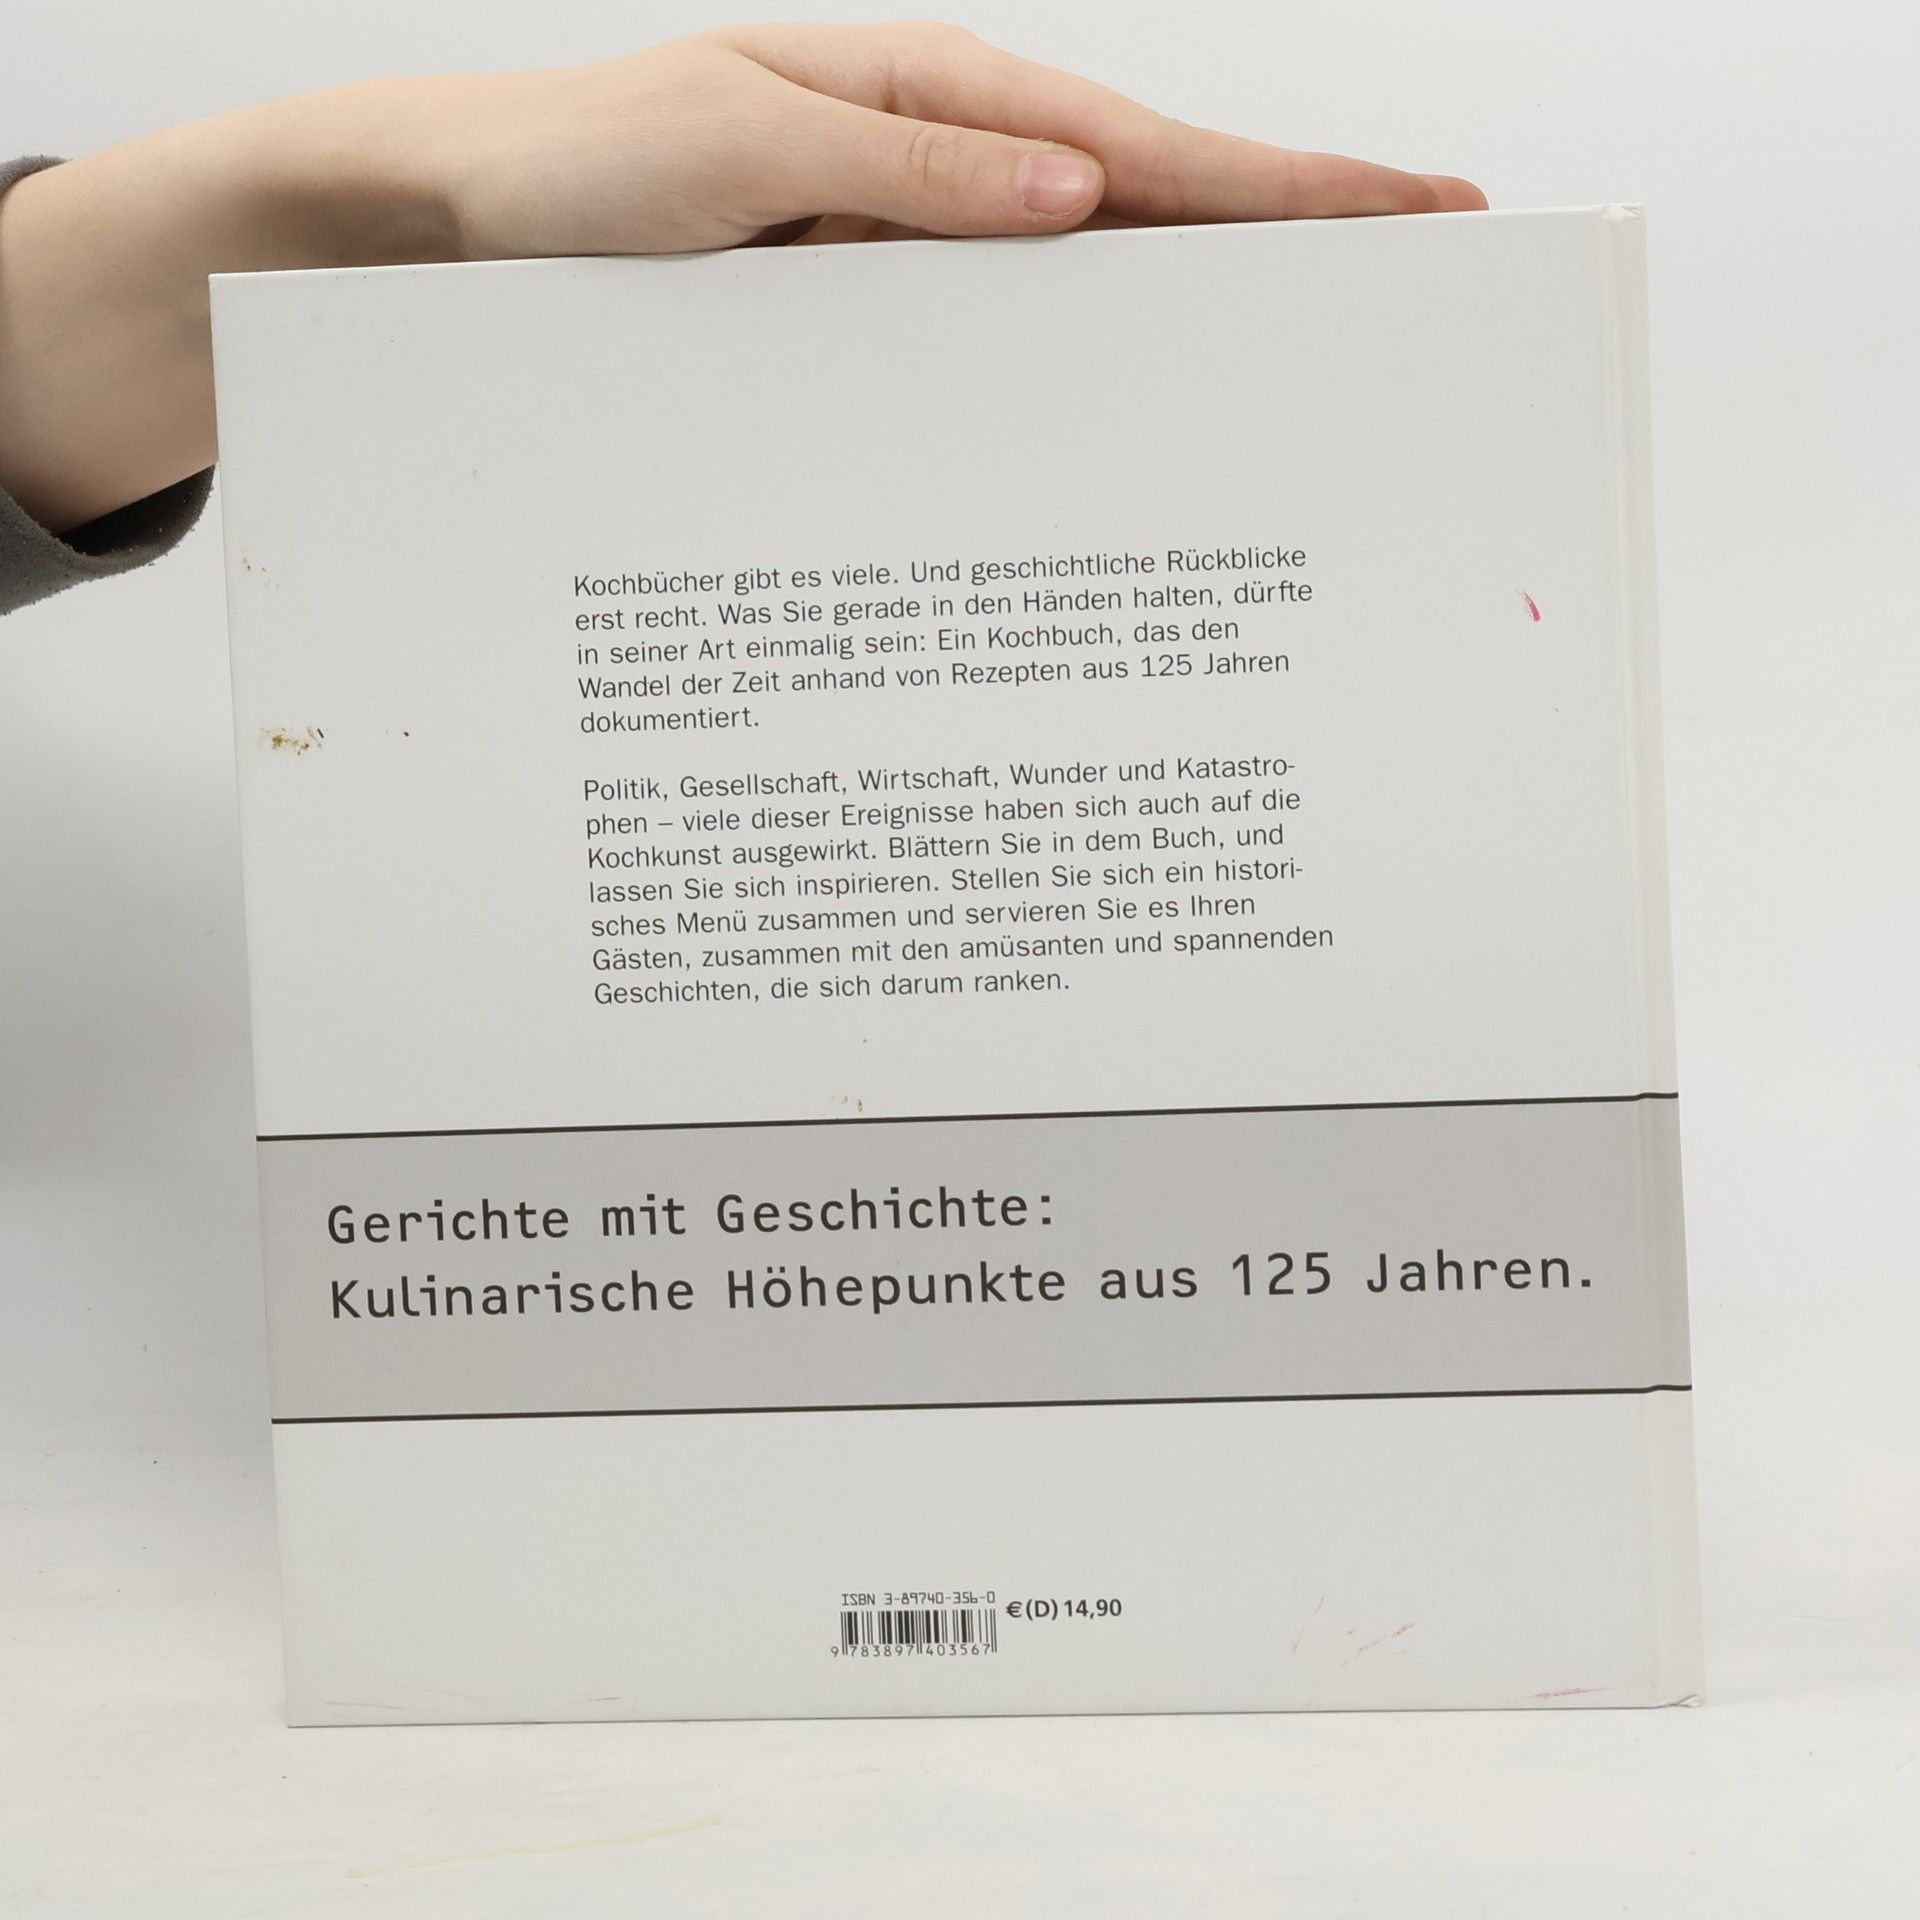 Kochbücher gibt es viele. Und geschichtliche Rückblicke
erst recht. Was Sie gerade in den Händen halten, dürfte
in seiner Art einmalig sein: Ein Kochbuch, das den
Wandel der Zeit anhand von Rezepten aus 125 Jahren
dokumentiert.
Politik, Gesellschaft, Wirtschaft, Wunder und Katastro-
phen – viele dieser Ereignisse haben sich auch auf die
Kochkunst ausgewirkt. Blättern Sie in dem Buch, und
lassen Sie sich inspirieren. Stellen Sie sich ein histori-
sches Menü zusammen und servieren Sie es Ihren
Gästen, zusammen mit den amüsanten und spannenden
Geschichten, die sich darum ranken.
Gerichte mit Geschichte:
Kulinarische Höhepunkte aus 125 Jahren.
ISBN 3-89740-356-0
€(D) 14,90
9 783897 403567